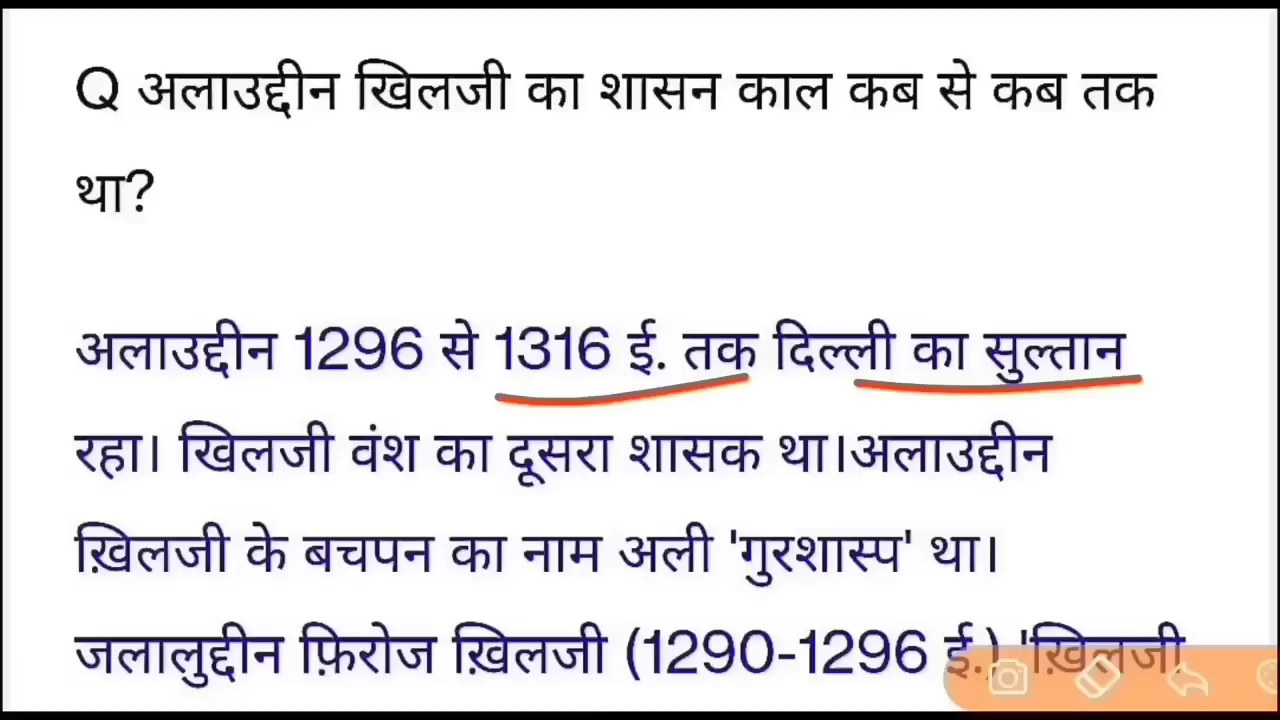 Q अलाउद्दीन खिलजी का शासन काल कब से कब तक
था?
अलाउद्दीन 1296 से 1316 ई. तक दिल्ली का सुल्तान
रहा। खिलजी वंश का दूसरा शासक था।अलाउद्दीन
ख़िलजी के बचपन का नाम अली 'गुरशास्प' था।
जलालुद्दीन फ़िरोज ख़िलजी (1290-1296 ई.) 'ख़िलजी